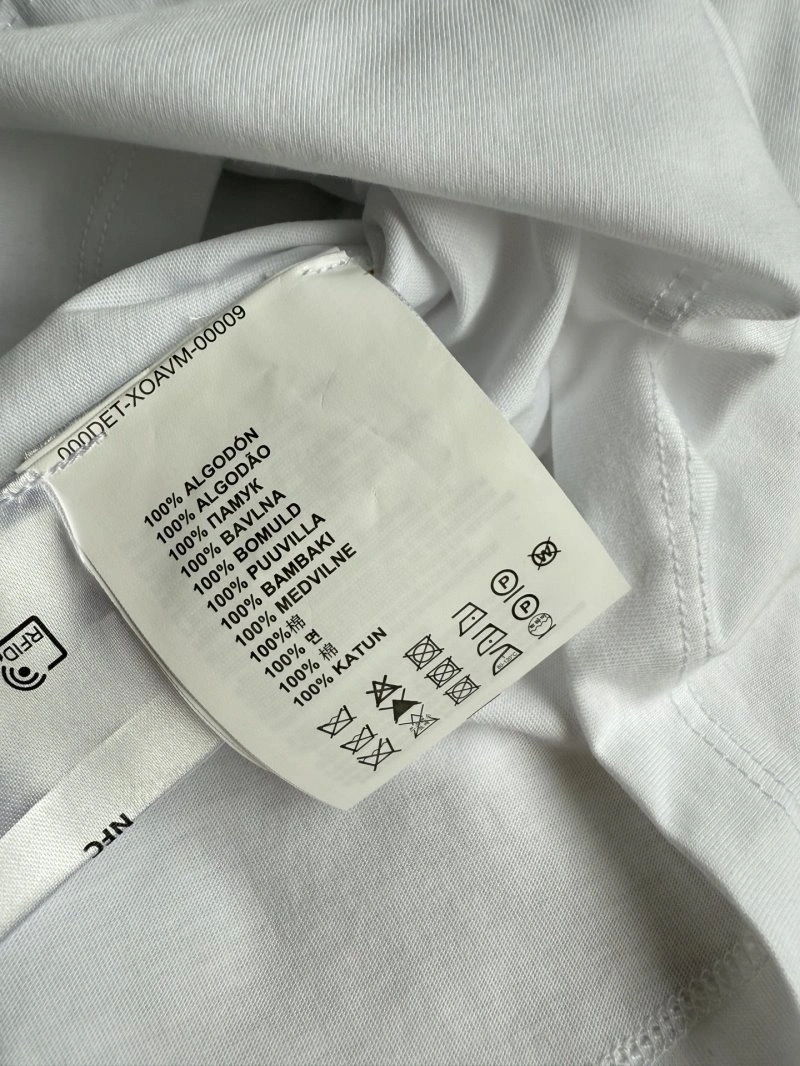 000DET-XOAVM-00009
100% ALGODÓN
100% ALGODÃO
100% ПАМУК
100% BAVLNA
100% BOMULD
100% PUUVILLA
100% BAMBAKI
100% MEDVILNE
100%棉
100% 면
100% 棉
100% KATUN
W
P
P
RFID
NFC